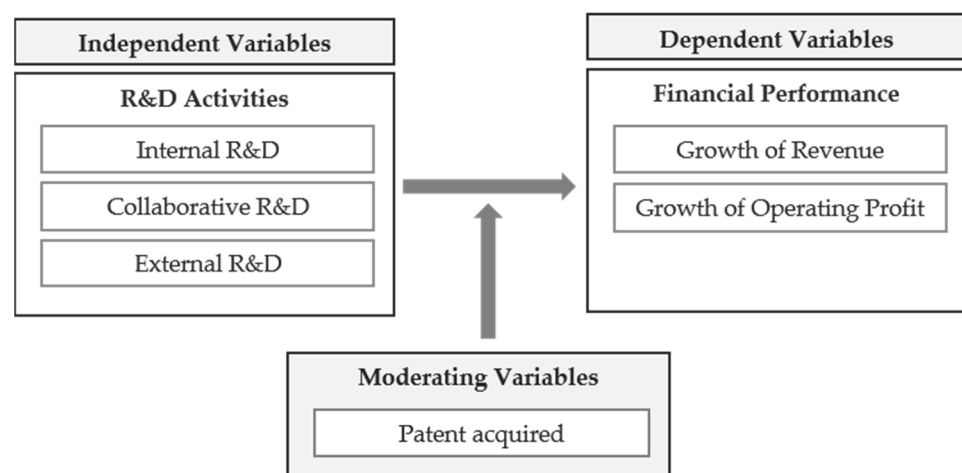 Independent Variables
R&D Activities
Internal R&D
Collaborative R&D
External R&D
Dependent Variables
Financial Performance
Growth of Revenue
Growth of Operating Profit
Moderating Variables
Patent acquired